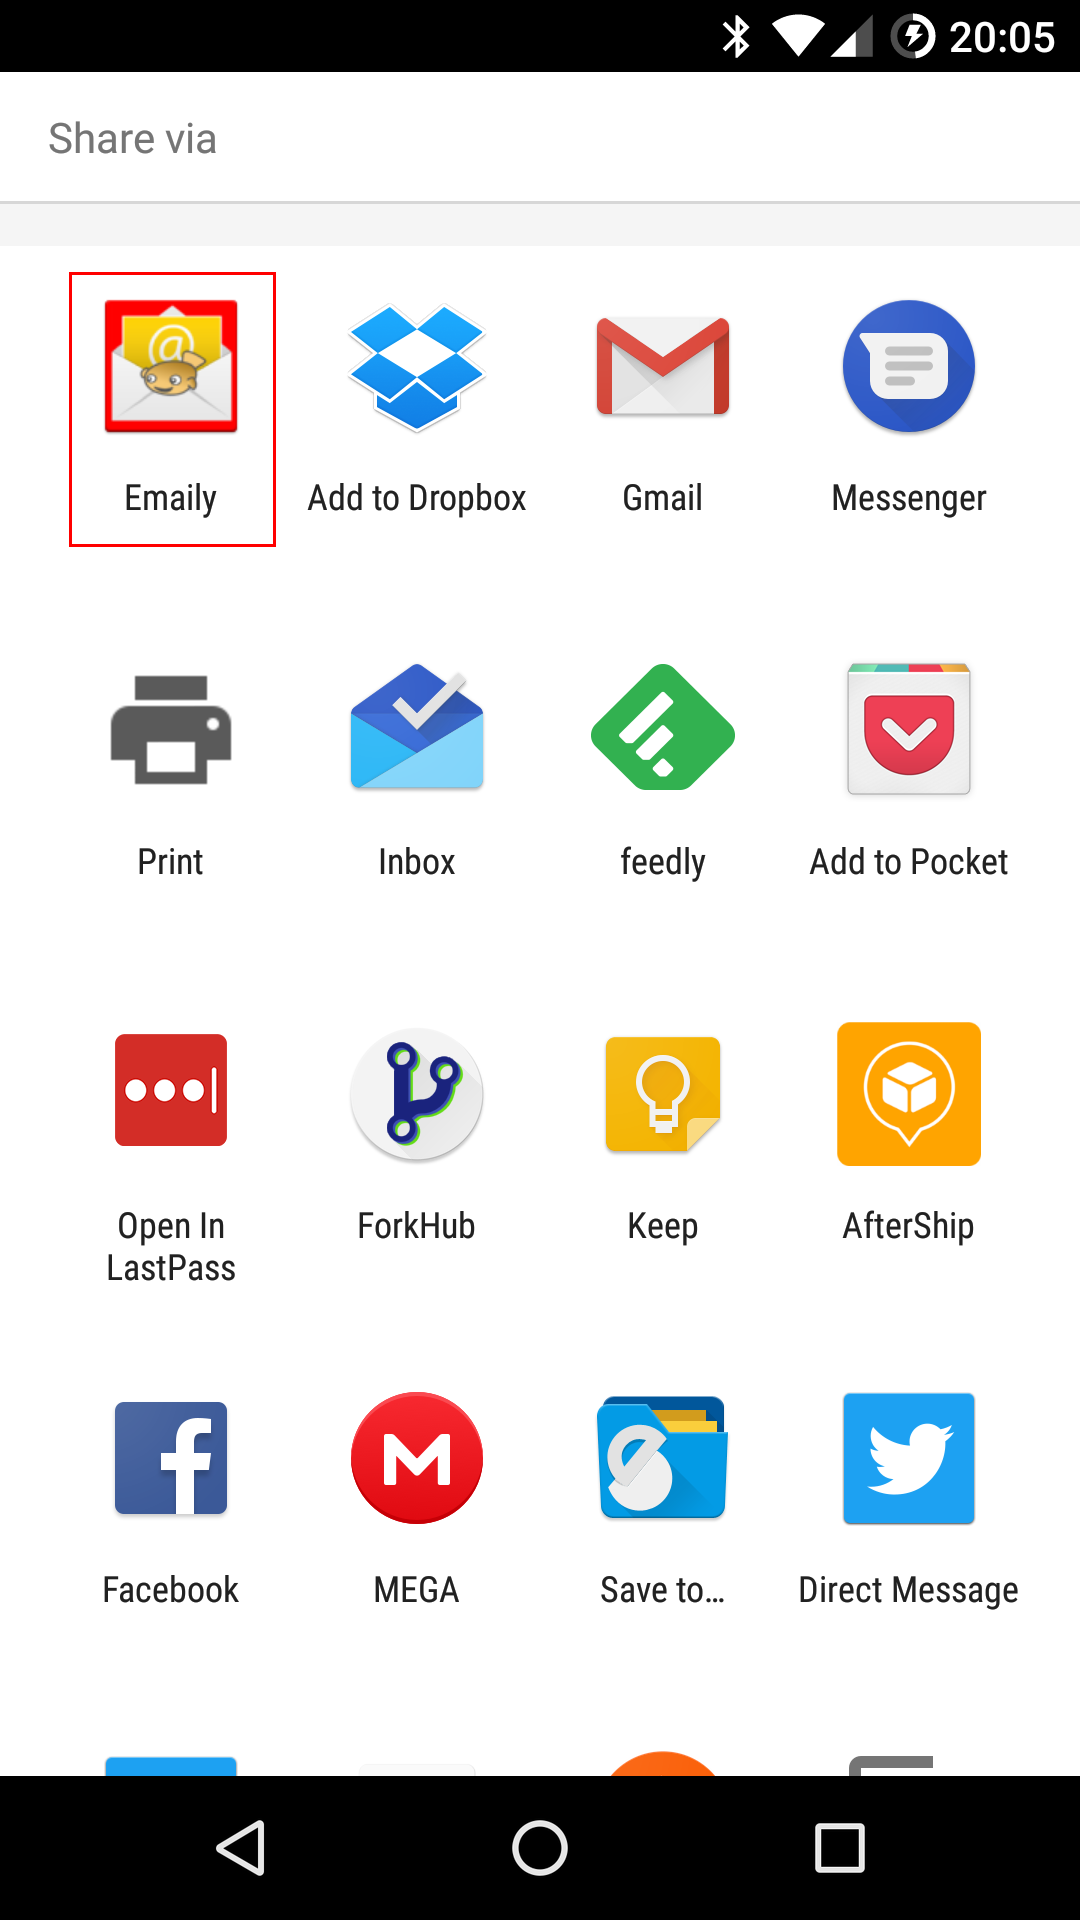 20:05
Share via
Emaily
Add to Dropbox
Gmail
Messenger
Print
Inbox
feedly
Add to Pocket
Open In
LastPass
ForkHub
Keep
AfterShip
Facebook
MEGA
Save to…
Direct Message